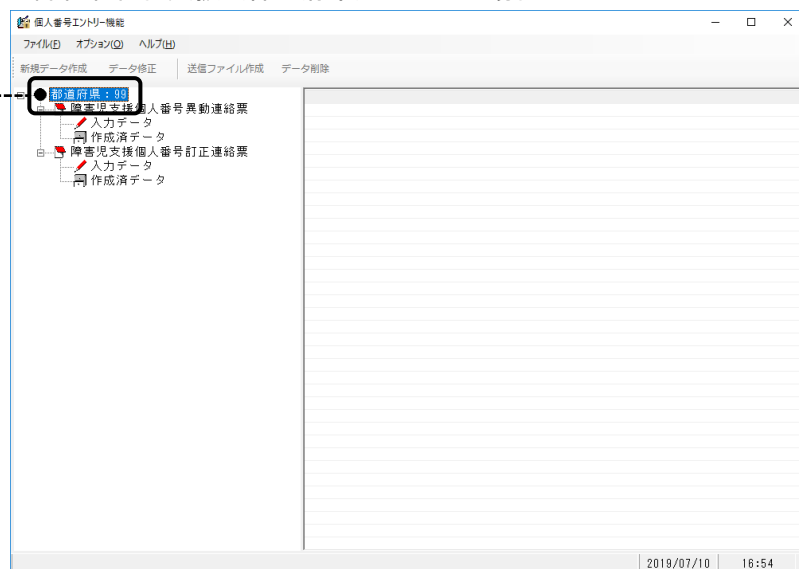 個人番号エントリー機能
ファイル(F) オプション(O) ヘルプ(H)
新規データ作成 データ修正 送信ファイル作成 データ削除
都道府県：99
障害児支援個人番号異動連絡票
入力データ
作成済データ
障害児支援個人番号訂正連絡票
入力データ
作成済データ
2019/07/10 16:54